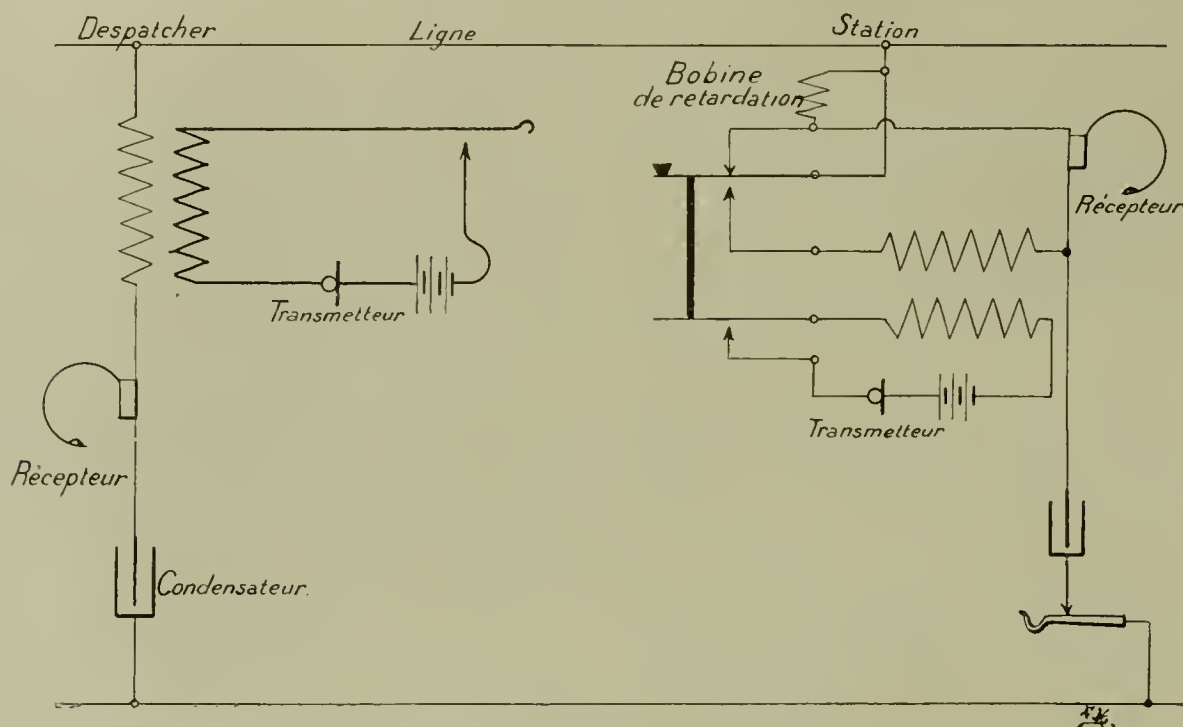 Despatcher
Ligne
Station
Bobine
de retardation
Récepteur
Transmetteur
Transmetteur
Récepteur
Condensateur.